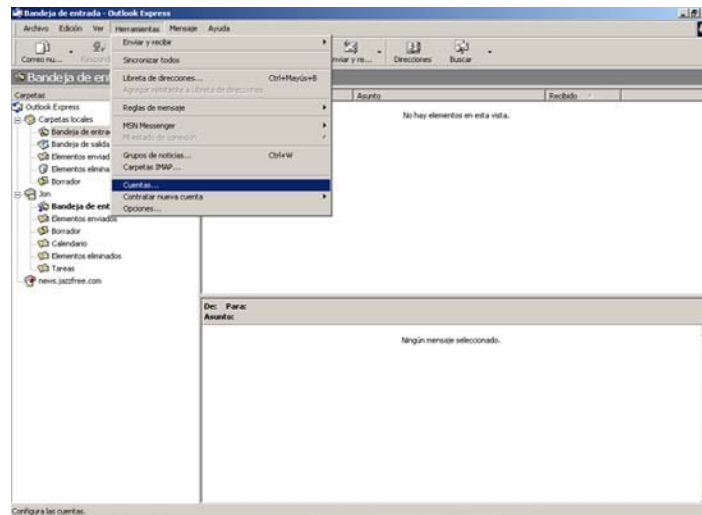 Bandeja de entrada - Outlook Express
Archivo Edición Ver Herramientas Mensaje Ayuda
Correo nu... Respond
nviar y re... Direcciones Buscar
Enviar y recibir
Sincronizar todos
Libreta de direcciones... Ctrl+Mayús+B
Agregar remitente a Libreta de direcciones
Reglas de mensaje
MSN Messenger
Mi estado de conexión
Grupos de noticias... Ctrl+W
Carpetas IMAP...
Cuentas...
Contratar nueva cuenta
Opciones...
Bandeja de en
Carpetas
Outlook Express
Carpetas locales
Bandeja de entra
Bandeja de salida
Elementos enviad
Elementos elimina
Borrador
Jon
Bandeja de ent
Elementos enviados
Borrador
Calendario
Elementos eliminados
Tareas
news.jazzfree.com
Asunto Recibido
No hay elementos en esta vista.
De: Para:
Asunto:
Ningún mensaje seleccionado.
Configura las cuentas.